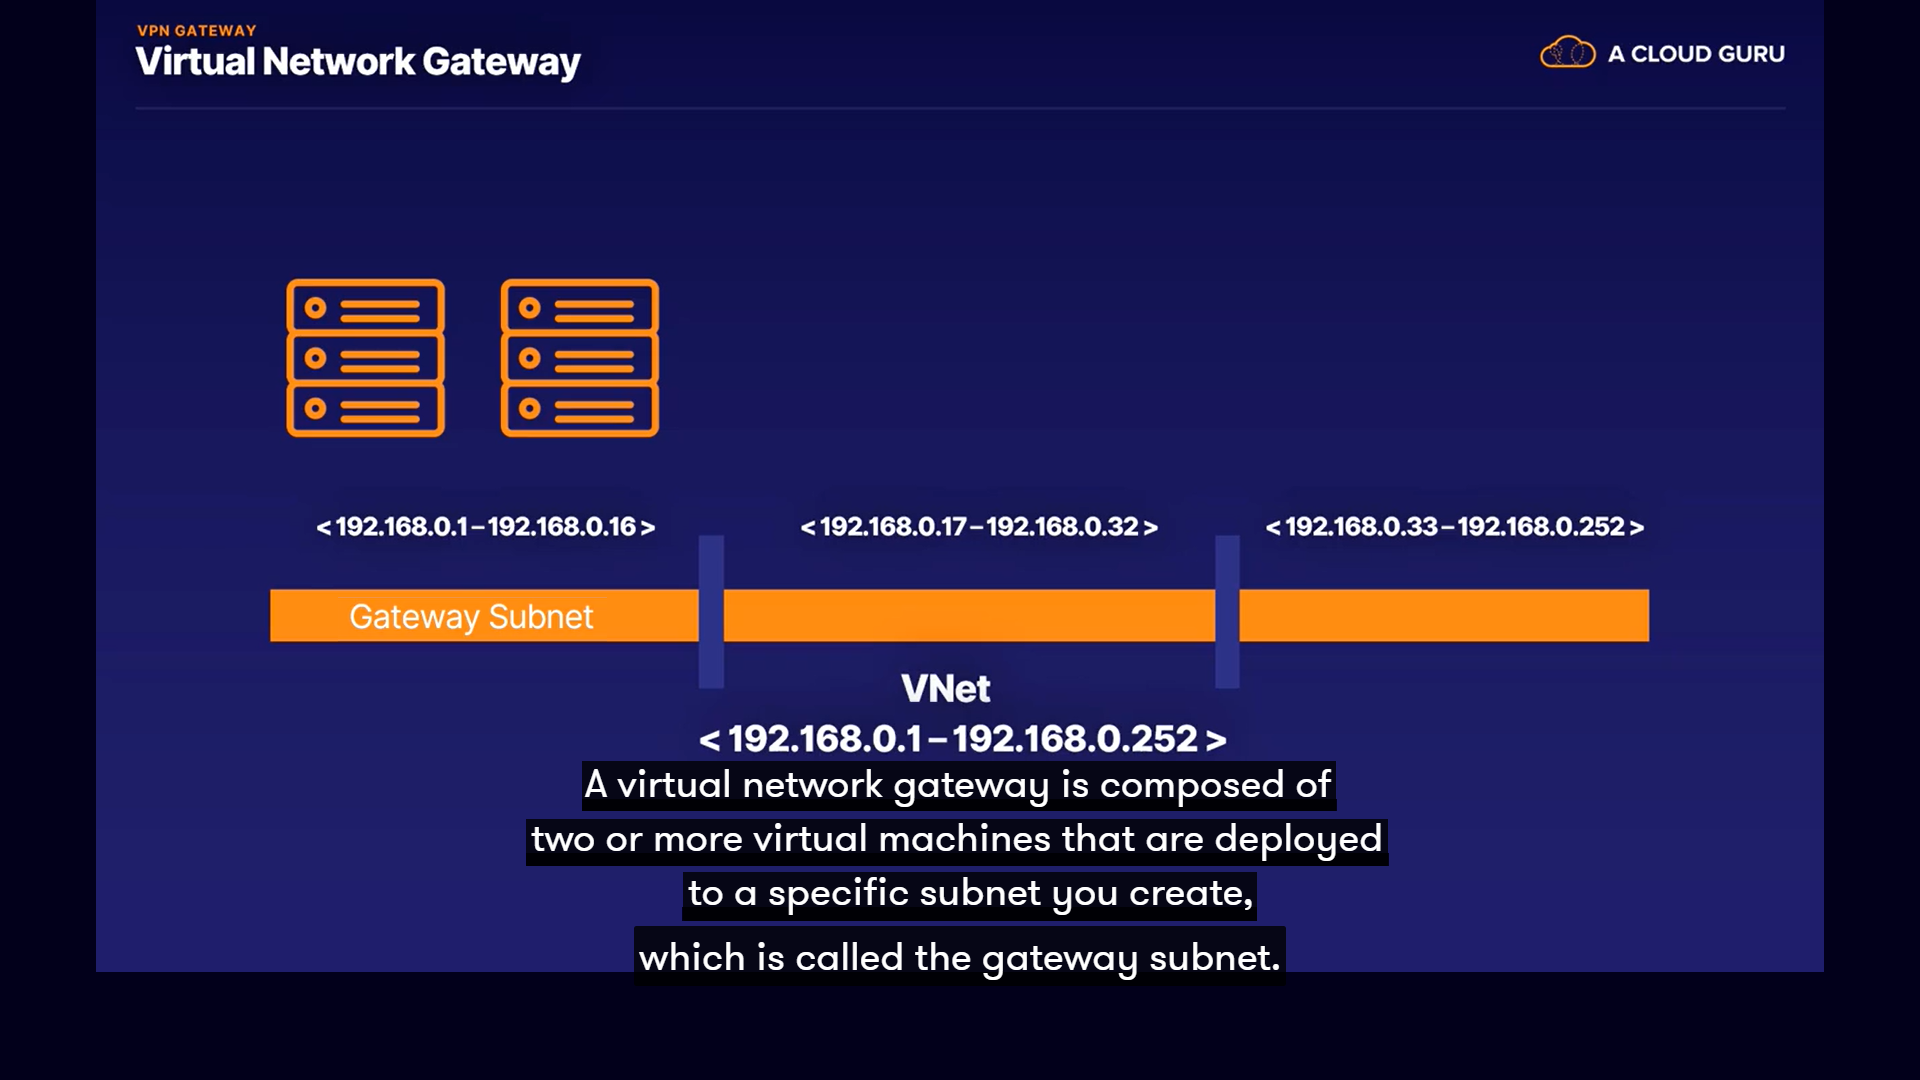 VPN GATEWAY
Virtual Network Gateway
A CLOUD GURU
< 192.168.0.1 – 192.168.0.16 >
< 192.168.0.17 – 192.168.0.32 >
< 192.168.0.33 – 192.168.0.252 >
Gateway Subnet
VNet
< 192.168.0.1 – 192.168.0.252 >
A virtual network gateway is composed of
two or more virtual machines that are deployed
to a specific subnet you create,
which is called the gateway subnet.